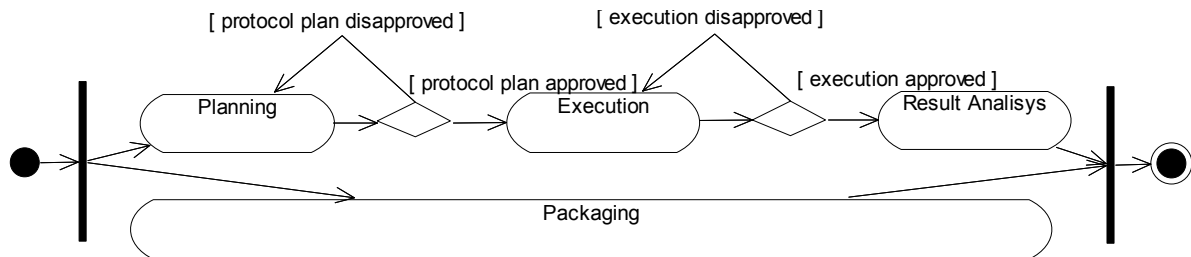 [ protocol plan disapproved ]
[ execution disapproved ]
[ protocol plan approved ]
[ execution approved ]
Planning
Execution
Result Analisys
Packaging